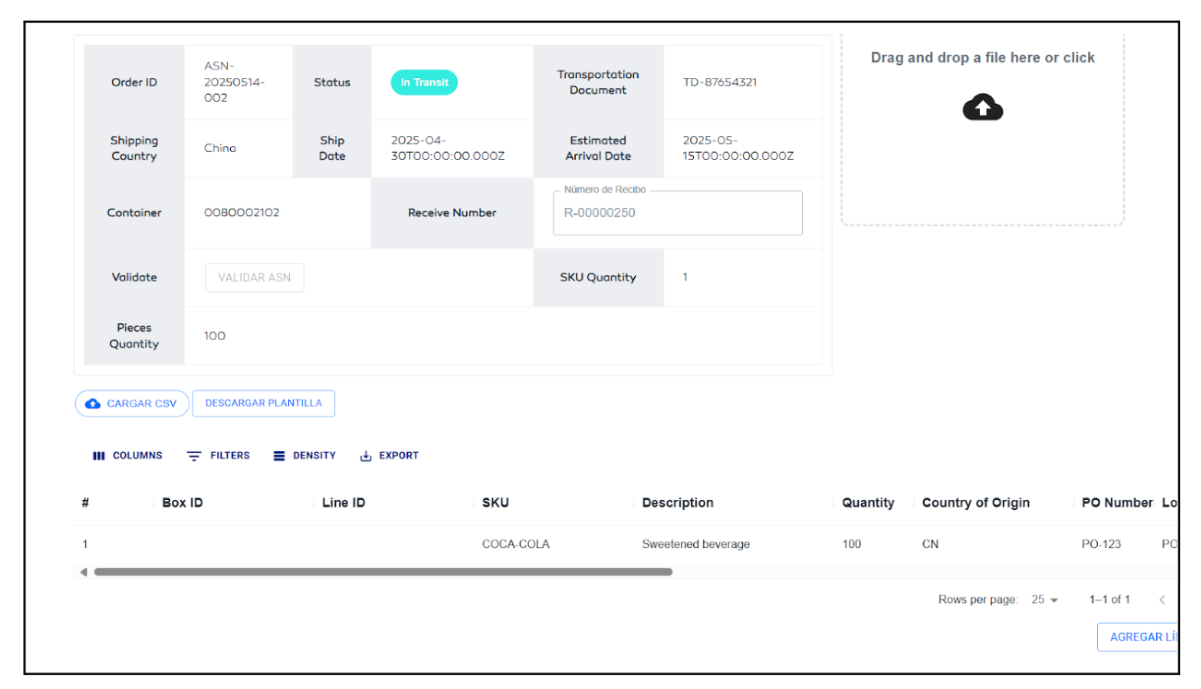 Order ID
ASN-
20250514-
002
Status
In Transit
Transportation
Document
TD-87654321
Drag and drop a file here or click
Shipping
Country
China
Ship
Date
2025-04-
30T00:00:00.000Z
Estimated
Arrival Date
2025-05-
15T00:00:00.000Z
Container
0080002102
Receive Number
Número de Recibo
R-00000250
Validate
VALIDAR ASN
SKU Quantity
1
Pieces
Quantity
100
CARGAR CSV
DESCARGAR PLANTILLA
COLUMNS FILTERS DENSITY EXPORT
# Box ID Line ID SKU Description Quantity Country of Origin PO Number Lo
1 COCA-COLA Sweetened beverage 100 CN PO-123 PO
Rows per page: 25 1–1 of 1
AGREGAR LÍ